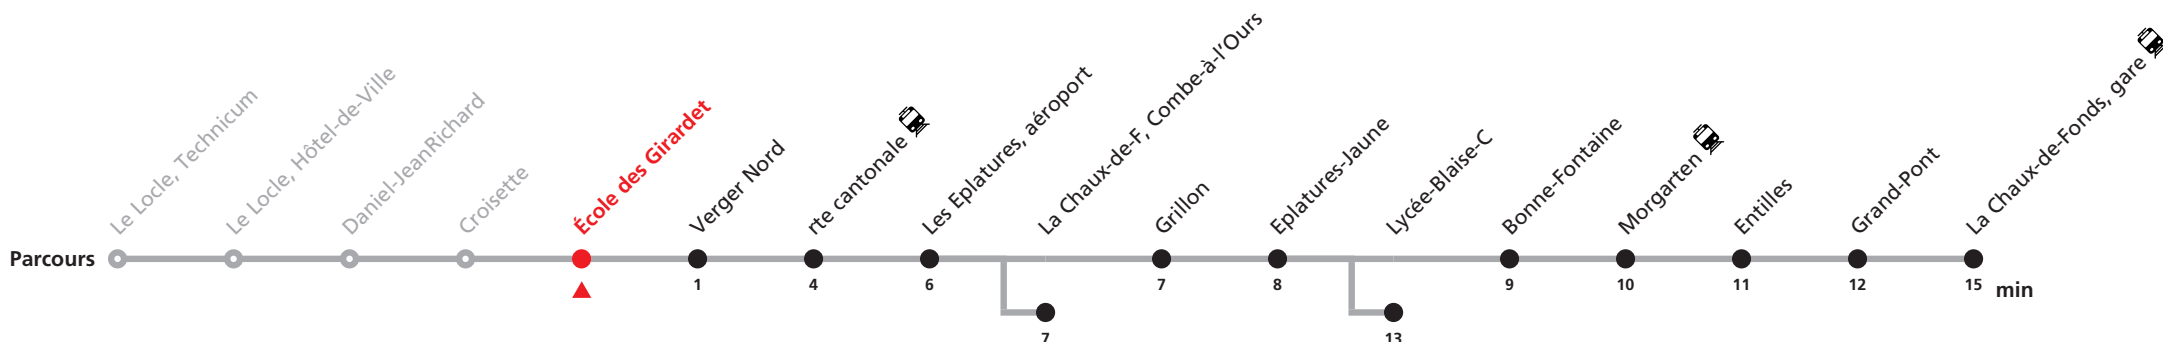 Le Locle, Technicum
Le Locle, Hôtel-de-Ville
Daniel-JeanRichard
Croisette
École des Girardet
Verger Nord
rte cantonale
Les Eplatures, aéroport
La Chaux-de-F, Combe-à-l'Ours
Grillon
Eplatures-Jaune
Lycée-Blaise-C
Bonne-Fontaine
Morgarten
Entilles
Grand-Pont
La Chaux-de-Fonds, gare
Parcours
1 4 6 7 8 9 10 11 12 15 min
7 13